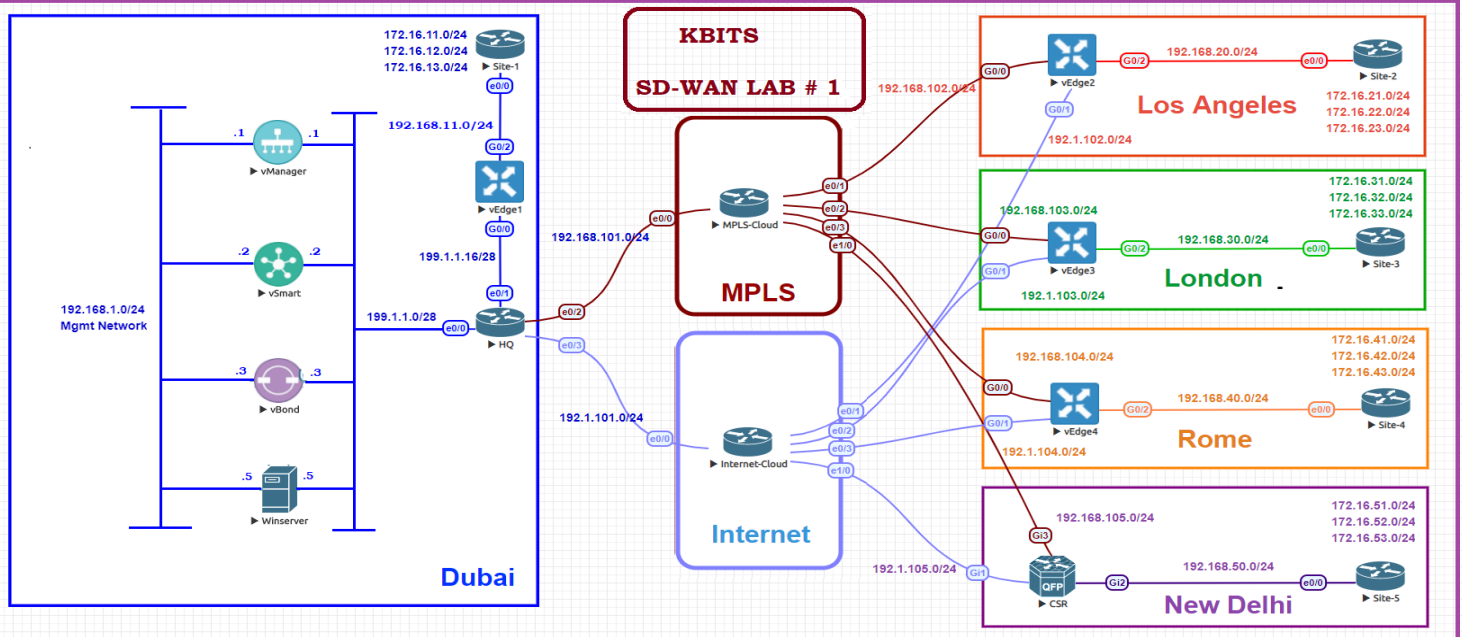 KBITS
SD-WAN LAB # 1
172.16.11.0/24
172.16.12.0/24
172.16.13.0/24
Site-1
e0/0
192.168.11.0/24
G0/2
vEdge1
G0/0
199.1.1.16/28
e0/1
HQ
199.1.1.0/28
e0/0
e0/2
e0/3
.1
.1
vManager
.2
.2
vSmart
192.168.1.0/24
Mgmt Network
.3
.3
vBond
.5
.5
Winserver
Dubai
192.168.101.0/24
e0/0
MPLS-Cloud
e0/1
e0/2
e0/3
e1/0
MPLS
192.1.101.0/24
e0/0
Internet-Cloud
e0/1
e0/2
e0/3
e1/0
Internet
192.168.102.0/24
G0/0
vEdge2
G0/1
G0/2
192.168.20.0/24
e0/0
Site-2
Los Angeles
192.1.102.0/24
172.16.21.0/24
172.16.22.0/24
172.16.23.0/24
192.168.103.0/24
G0/0
vEdge3
G0/1
G0/2
192.168.30.0/24
e0/0
Site-3
172.16.31.0/24
172.16.32.0/24
172.16.33.0/24
London
192.1.103.0/24
192.168.104.0/24
G0/0
vEdge4
G0/1
G0/2
192.168.40.0/24
e0/0
Site-4
172.16.41.0/24
172.16.42.0/24
172.16.43.0/24
Rome
192.1.104.0/24
192.168.105.0/24
Gi3
192.1.105.0/24
Gi1
QFP
CSR
Gi2
192.168.50.0/24
e0/0
Site-5
172.16.51.0/24
172.16.52.0/24
172.16.53.0/24
New Delhi